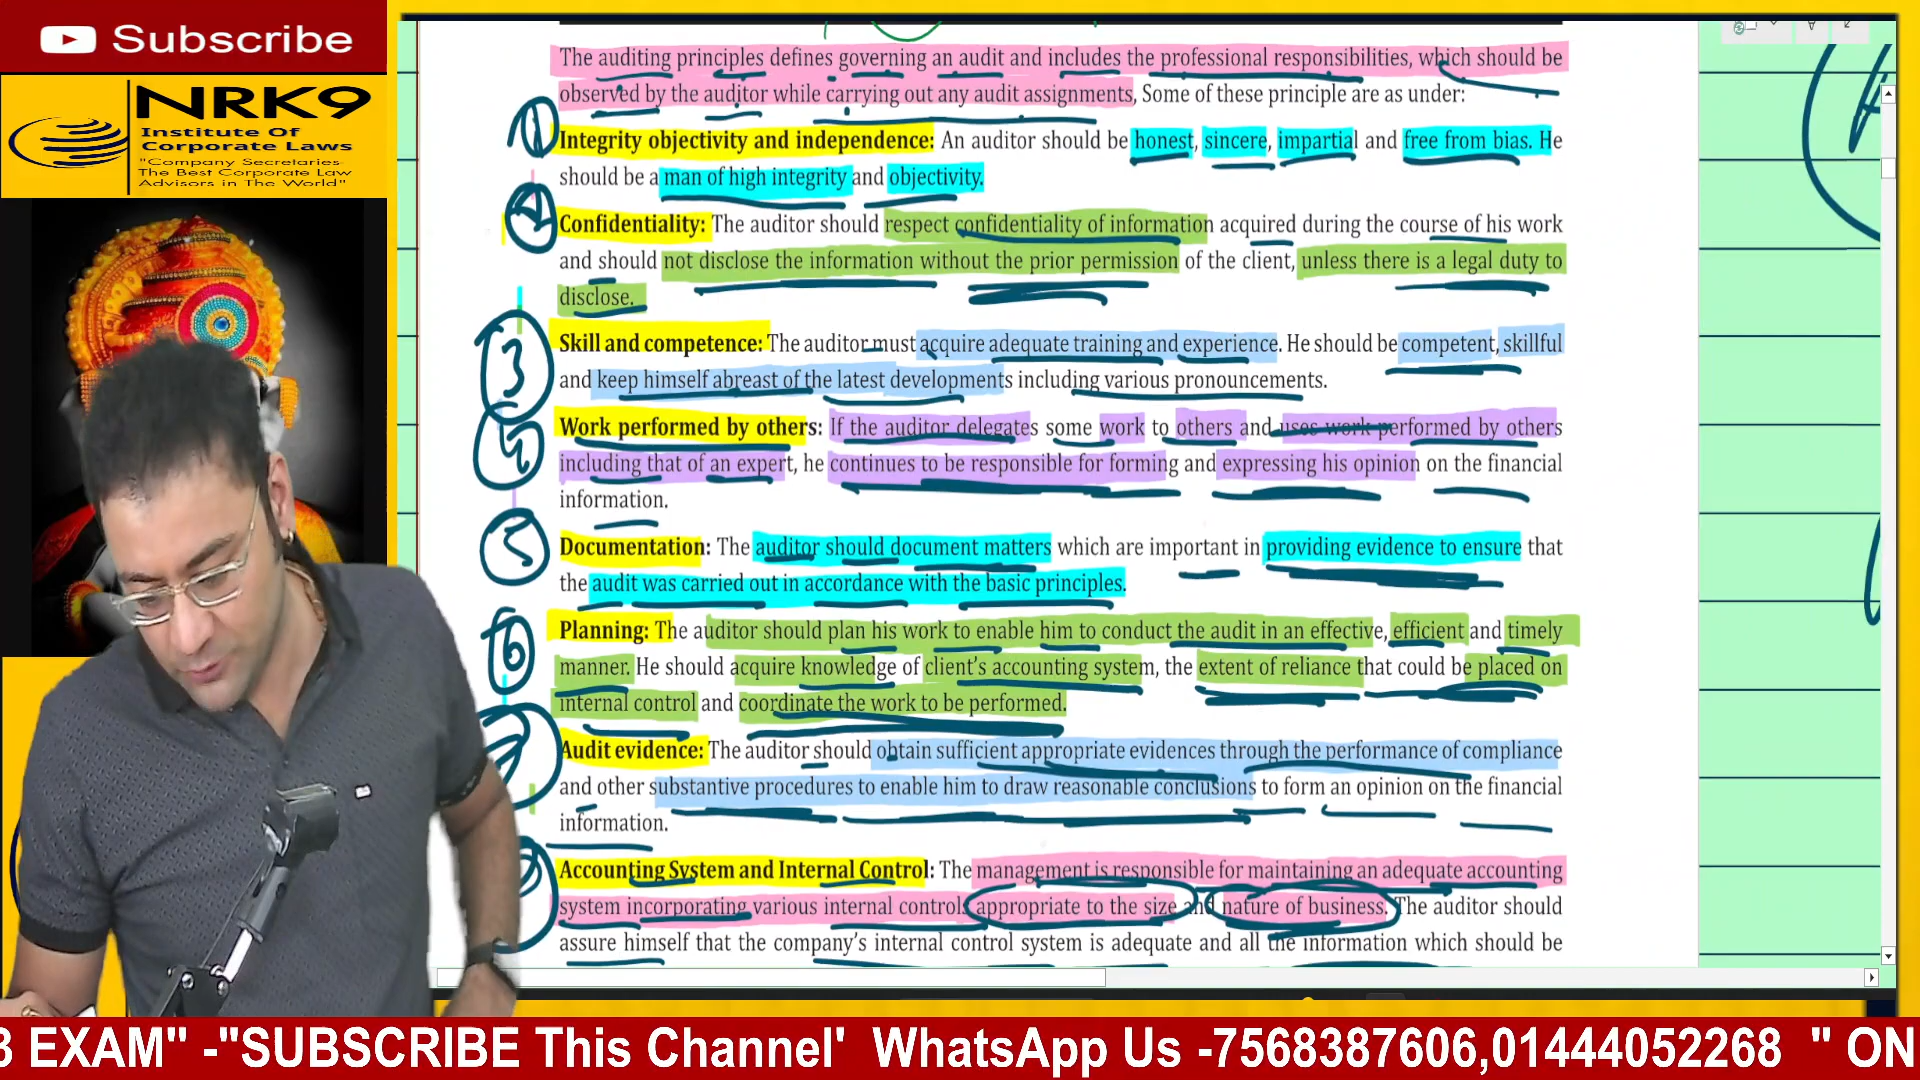 Subscribe
NRK9
Institute Of
Corporate Laws
"Company Secretaries-
The Best Corporate Law
Advisors in The World"
The auditing principles defines governing an audit and includes the professional responsibilities, which should be
observed by the auditor while carrying out any audit assignments, Some of these principle are as under:
1
Integrity objectivity and independence: An auditor should be honest, sincere, impartial and free from bias. He
should be a man of high integrity and objectivity.
2
Confidentiality: The auditor should respect confidentiality of information acquired during the course of his work
and should not disclose the information without the prior permission of the client, unless there is a legal duty to
disclose.
3
Skill and competence: The auditor must acquire adequate training and experience. He should be competent, skillful
and keep himself abreast of the latest developments including various pronouncements.
4
Work performed by others: If the auditor delegates some work to others and uses work performed by others
including that of an expert, he continues to be responsible for forming and expressing his opinion on the financial
information.
5
Documentation: The auditor should document matters which are important in providing evidence to ensure that
the audit was carried out in accordance with the basic principles.
6
Planning: The auditor should plan his work to enable him to conduct the audit in an effective, efficient and timely
manner. He should acquire knowledge of client's accounting system, the extent of reliance that could be placed on
internal control and coordinate the work to be performed.
7
Audit evidence: The auditor should obtain sufficient appropriate evidences through the performance of compliance
and other substantive procedures to enable him to draw reasonable conclusions to form an opinion on the financial
information.
Accounting System and Internal Control: The management is responsible for maintaining an adequate accounting
system incorporating various internal controls appropriate to the size and nature of business. The auditor should
assure himself that the company's internal control system is adequate and all the information which should be
3 EXAM" -"SUBSCRIBE This Channel' WhatsApp Us -7568387606,01444052268 " ON